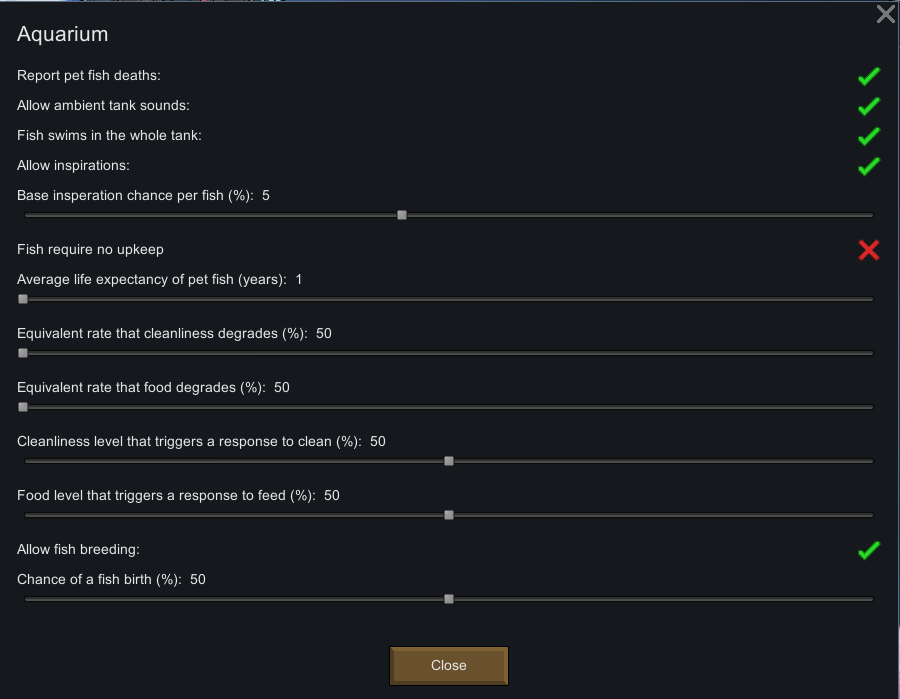 Aquarium
Report pet fish deaths:
Allow ambient tank sounds:
Fish swims in the whole tank:
Allow inspirations:
Base insperation chance per fish (%): 5
Fish require no upkeep
Average life expectancy of pet fish (years): 1
Equivalent rate that cleanliness degrades (%): 50
Equivalent rate that food degrades (%): 50
Cleanliness level that triggers a response to clean (%): 50
Food level that triggers a response to feed (%): 50
Allow fish breeding:
Chance of a fish birth (%): 50
Close